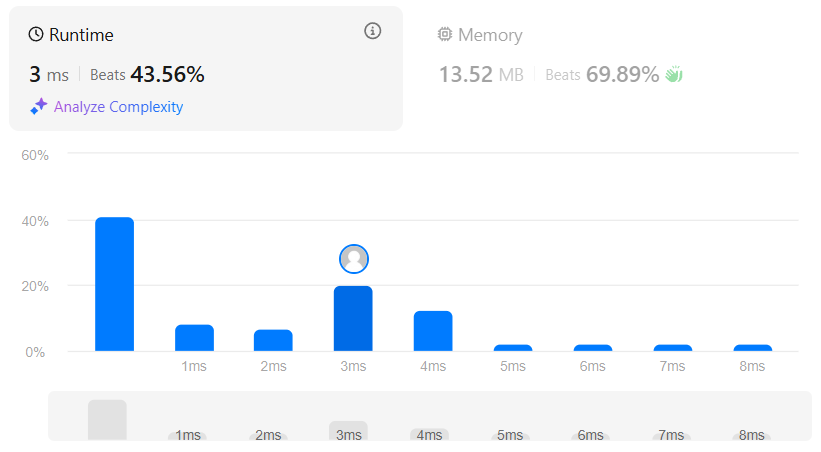 Runtime
3 ms | Beats 43.56%
Analyze Complexity
Memory
13.52 MB | Beats 69.89%
60%
40%
20%
0%
1ms 2ms 3ms 4ms 5ms 6ms 7ms 8ms
1ms 2ms 3ms 4ms 5ms 6ms 7ms 8ms